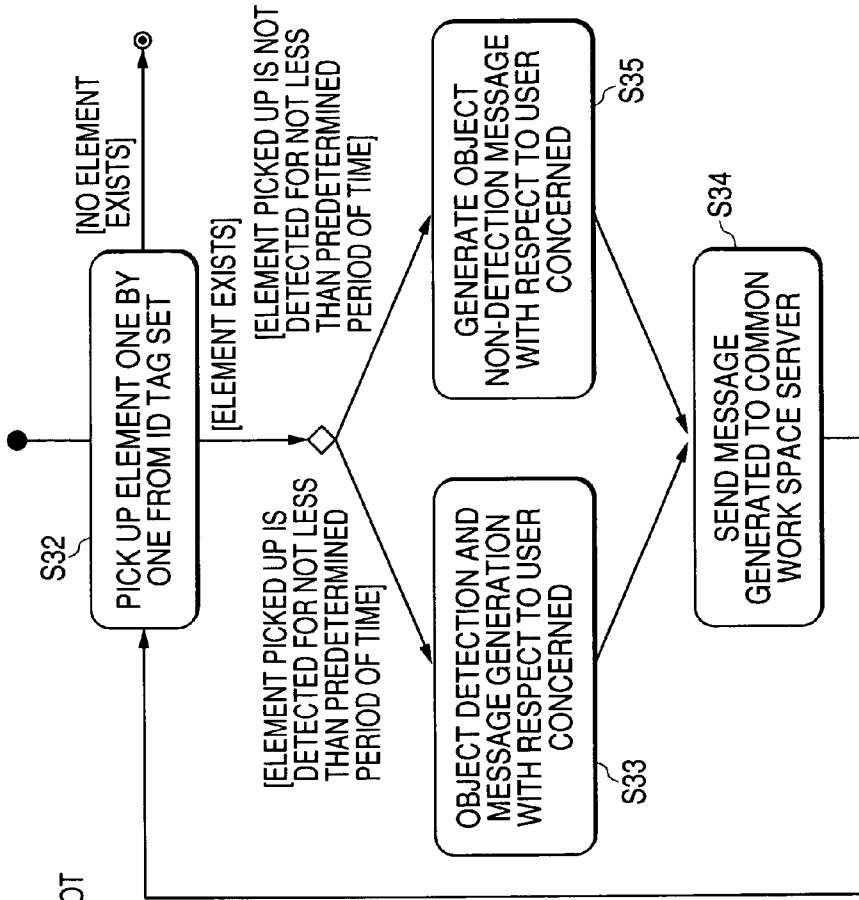 [NO ELEMENT
EXISTS]
S32
PICK UP ELEMENT ONE BY
ONE FROM ID TAG SET
[ELEMENT EXISTS]
[ELEMENT PICKED UP IS
DETECTED FOR NOT LESS
THAN PREDETERMINED
PERIOD OF TIME]
[ELEMENT PICKED UP IS NOT
DETECTED FOR NOT LESS
THAN PREDETERMINED
PERIOD OF TIME]
OBJECT DETECTION AND
MESSAGE GENERATION
WITH RESPECT TO USER
CONCERNED
S33
GENERATE OBJECT
NON-DETECTION MESSAGE
WITH RESPECT TO USER
CONCERNED
S35
S34
SEND MESSAGE
GENERATED TO COMMON
WORK SPACE SERVER
OT